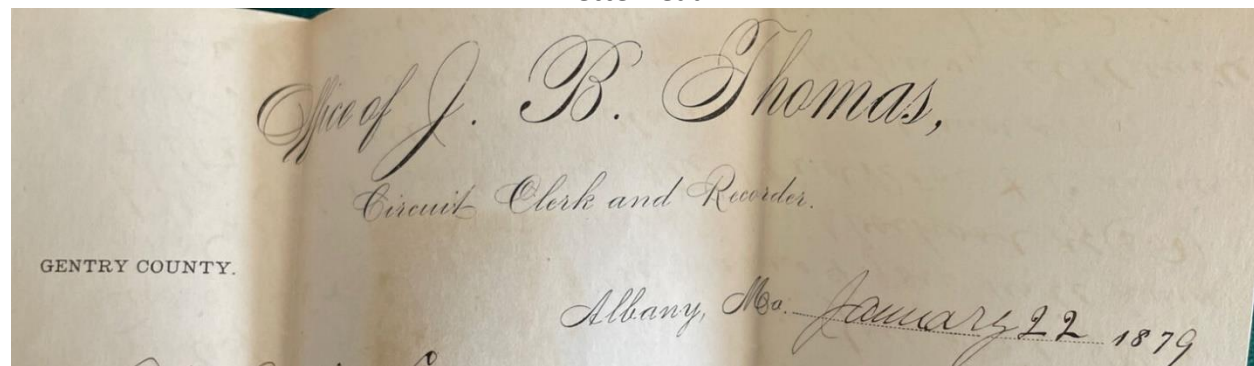 Office of J. B. Thomas,
Circuit Clerk and Recorder.
GENTRY COUNTY.
Albany, Mo. January 22 1879